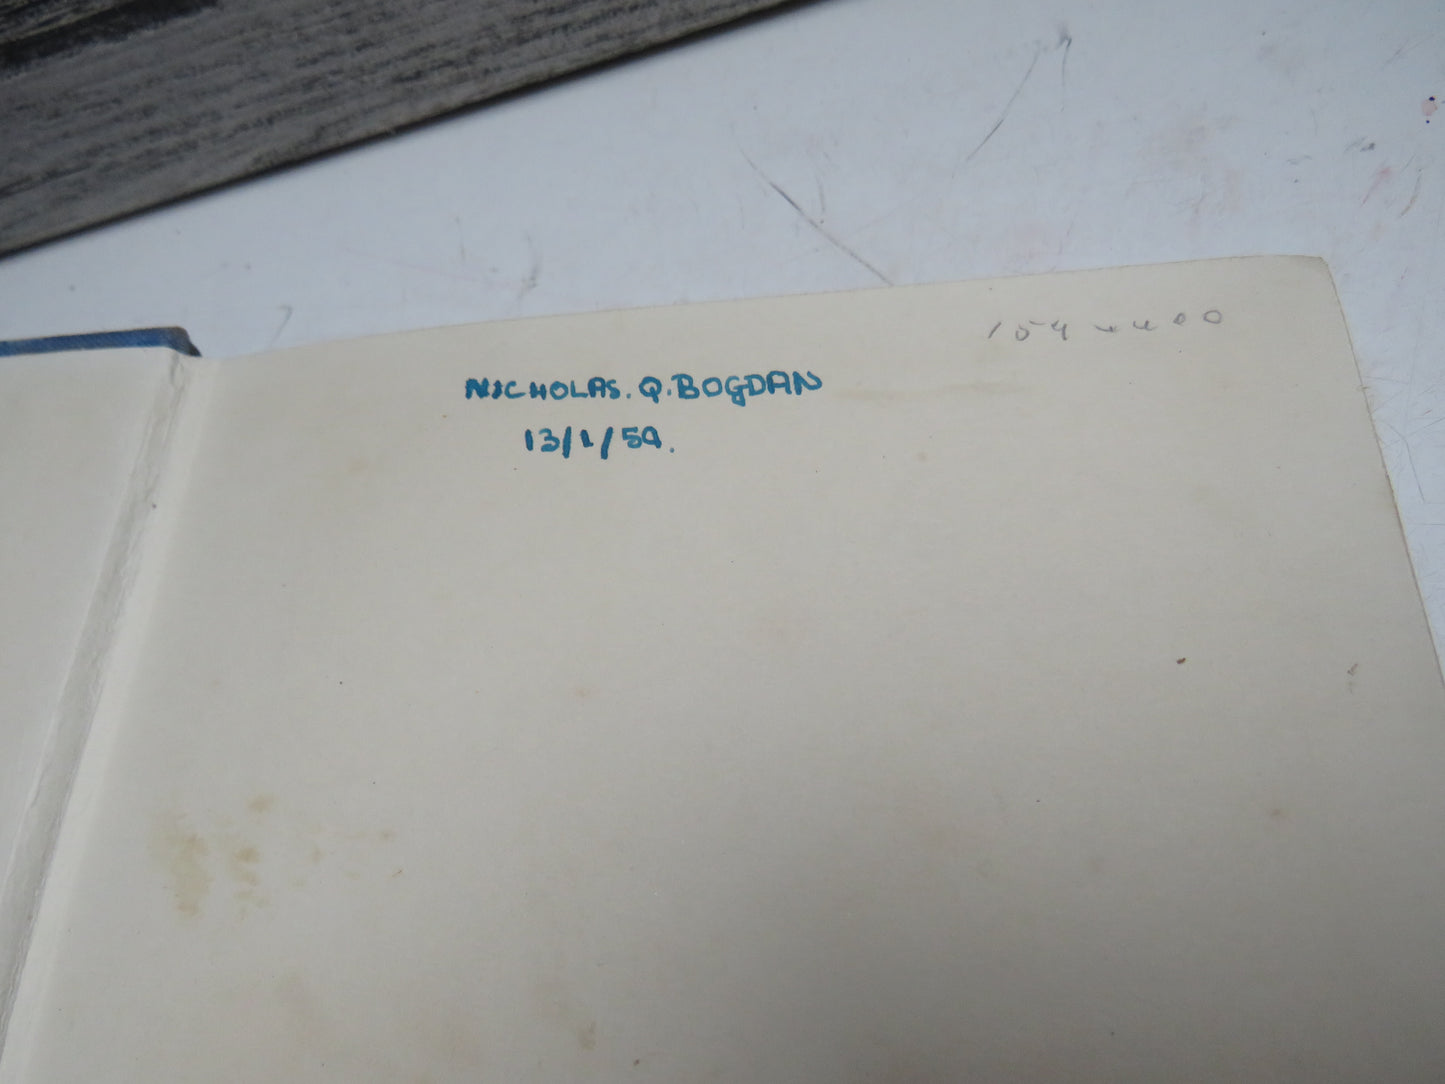 NICHOLAS. Q. BOGDAN
13/1/59.